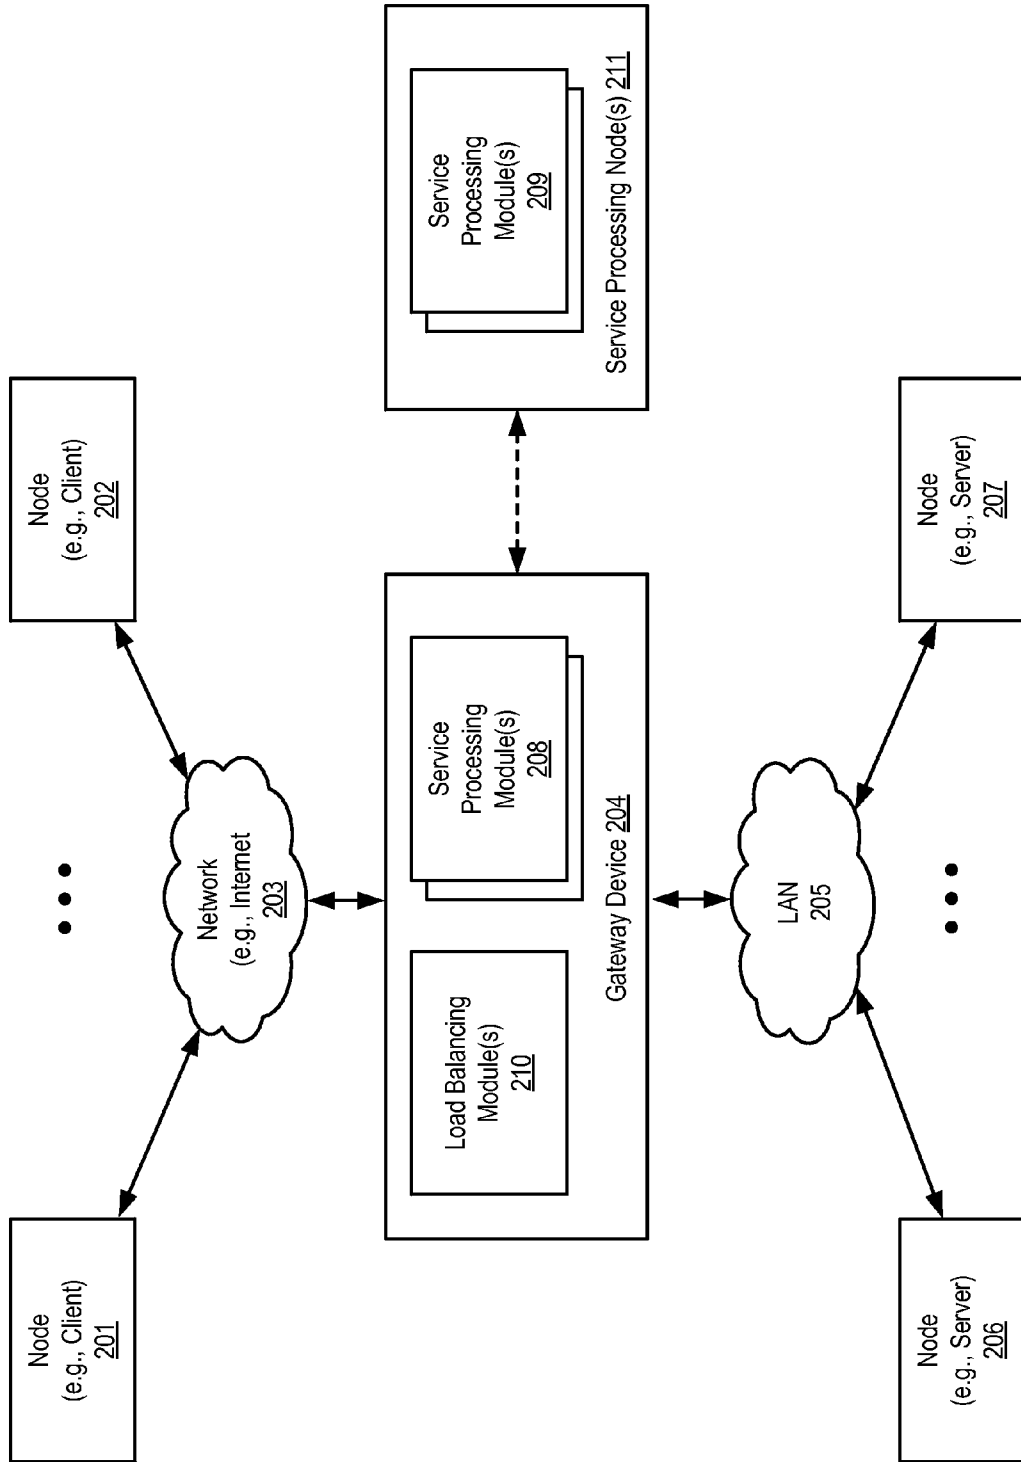 Node
(e.g., Client)
201
Node
(e.g., Client)
202
Network
(e.g., Internet
203
Load Balancing
Module(s)
210
Service
Processing
Module(s)
208
Gateway Device 204
Service
Processing
Module(s)
209
Service Processing Node(s) 211
LAN
205
Node
(e.g., Server)
206
Node
(e.g., Server)
207